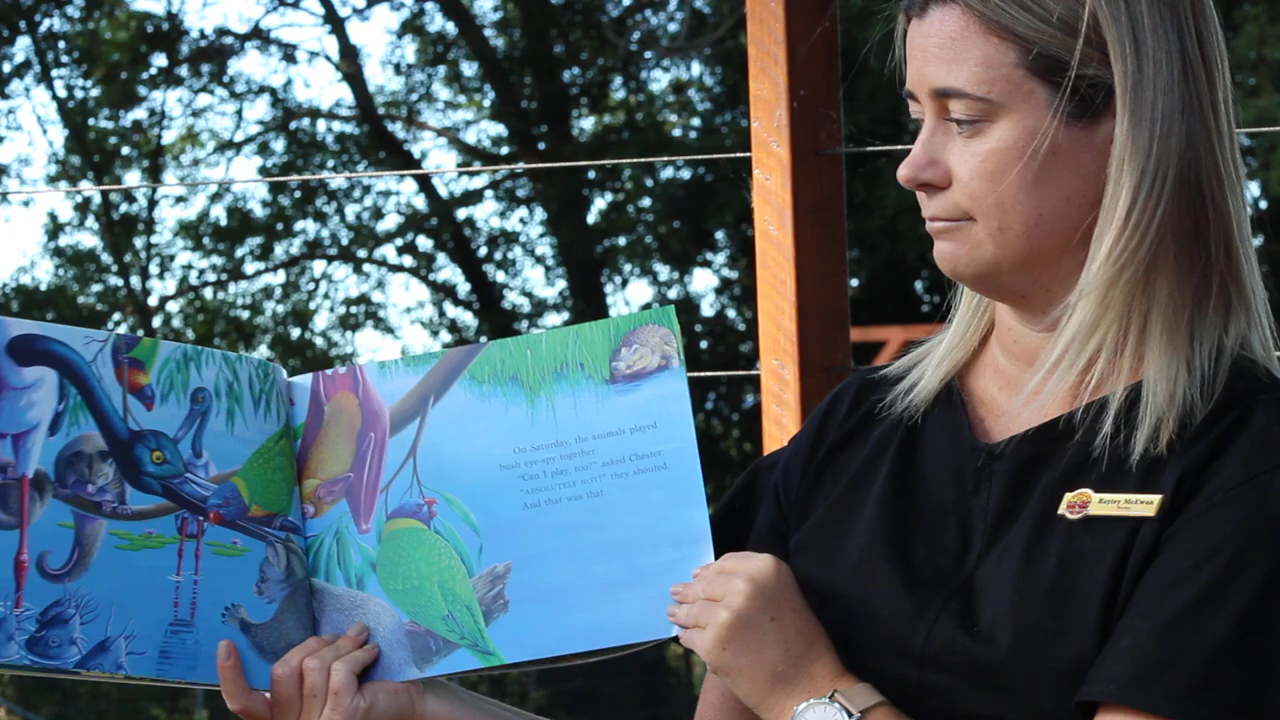 On Saturday, the animals played
bush eye-spy together.
"Can I play, too?" asked Chester.
"ABSOLUTELY NOT!" they shouted.
And that was that.
Hayley McEwan